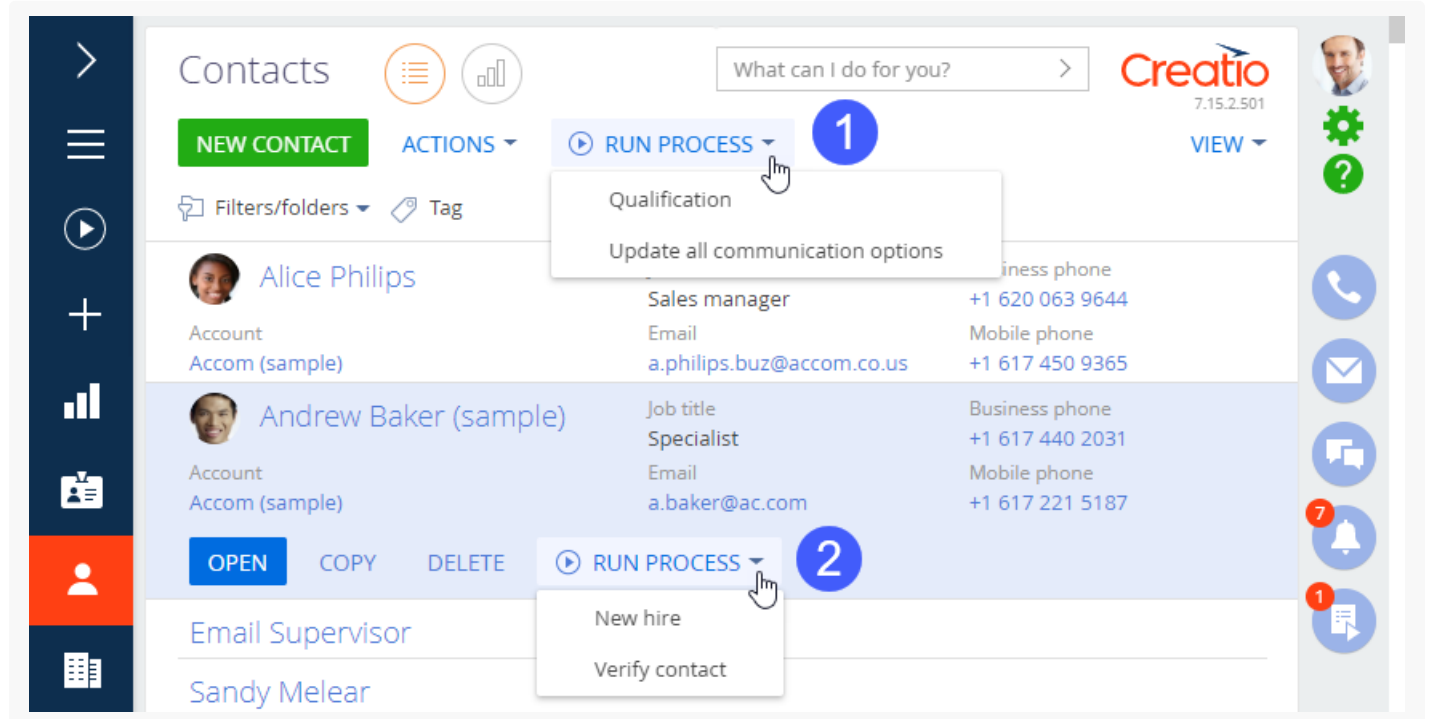 Contacts
What can I do for you?
Creatio
7.15.2.501
NEW CONTACT
ACTIONS
RUN PROCESS
1
VIEW
Filters/folders
Tag
Qualification
Update all communication options
Alice Philips
Sales manager
iness phone
+1 620 063 9644
Account
Accom (sample)
Email
a.philips.buz@accom.co.us
Mobile phone
+1 617 450 9365
Andrew Baker (sample)
Job title
Specialist
Business phone
+1 617 440 2031
Account
Accom (sample)
Email
a.baker@ac.com
Mobile phone
+1 617 221 5187
7
OPEN
COPY
DELETE
RUN PROCESS
2
New hire
Verify contact
1
Email Supervisor
Sandy Melear